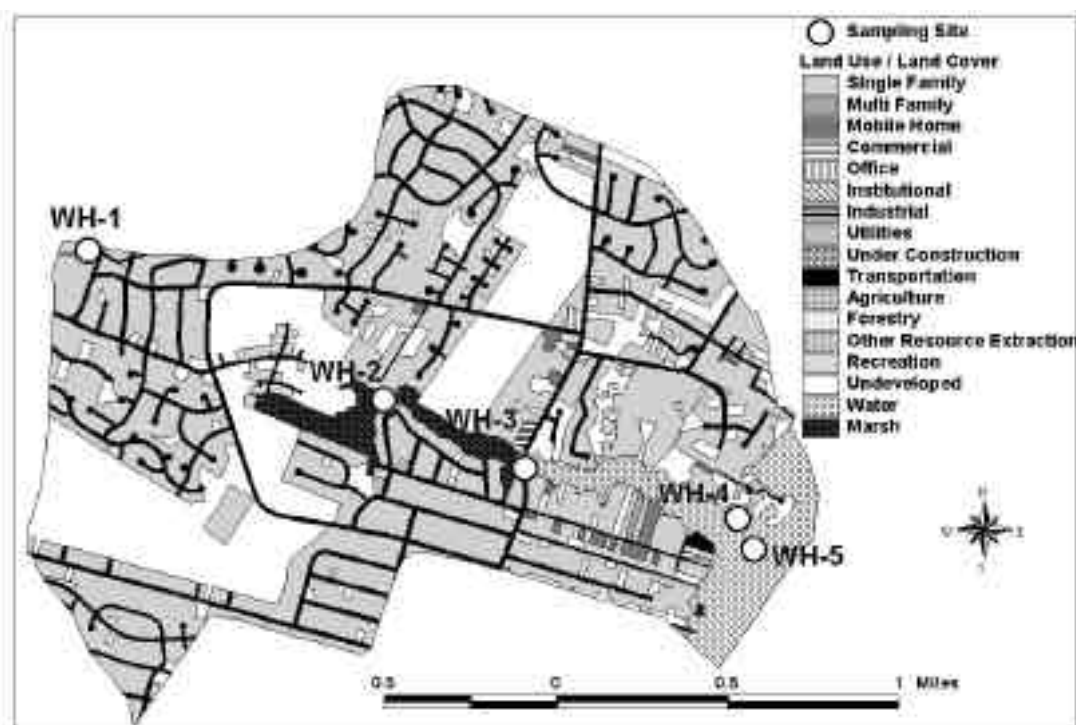 Sampling Site
Land Use / Land Cover
Single Family
Multi Family
Mobile Home
Commercial
Office
Institutional
Industrial
Utilities
Under Construction
Transportation
Agriculture
Forestry
Other Resource Extraction
Recreation
Undeveloped
Water
Marsh
WH-1
WH-2
WH-3
WH-4
WH-5
N
W E
S
0.5 0 0.5 1 Miles